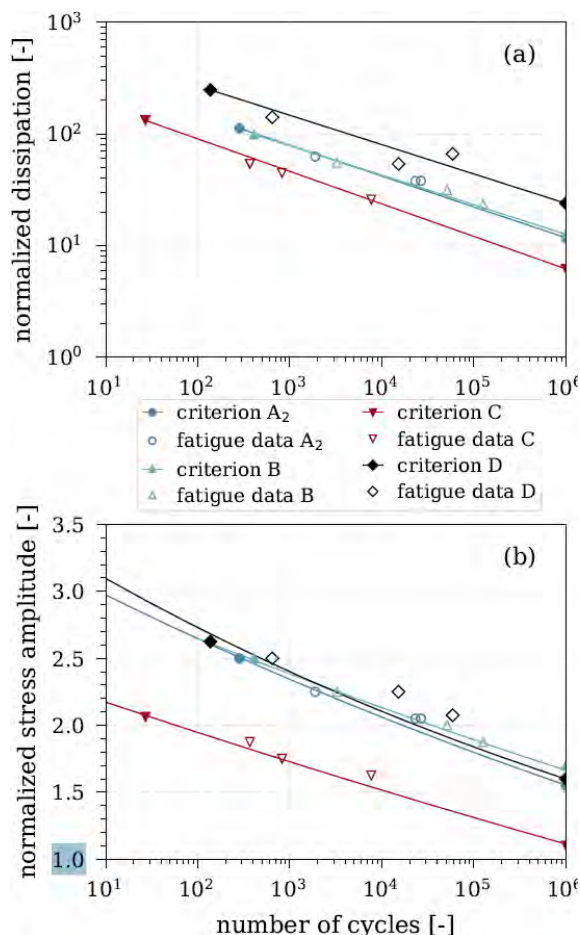 10³
(a)
normalized dissipation [-]
10²
10¹
10⁰
10¹ 10² 10³ 10⁴ 10⁵ 10⁶
criterion A₂ criterion C
fatigue data A₂ fatigue data C
criterion B criterion D
fatigue data B fatigue data D
3.5
(b)
normalized stress amplitude [-]
3.0
2.5
2.0
1.5
1.0
10¹ 10² 10³ 10⁴ 10⁵ 10⁶
number of cycles [-]